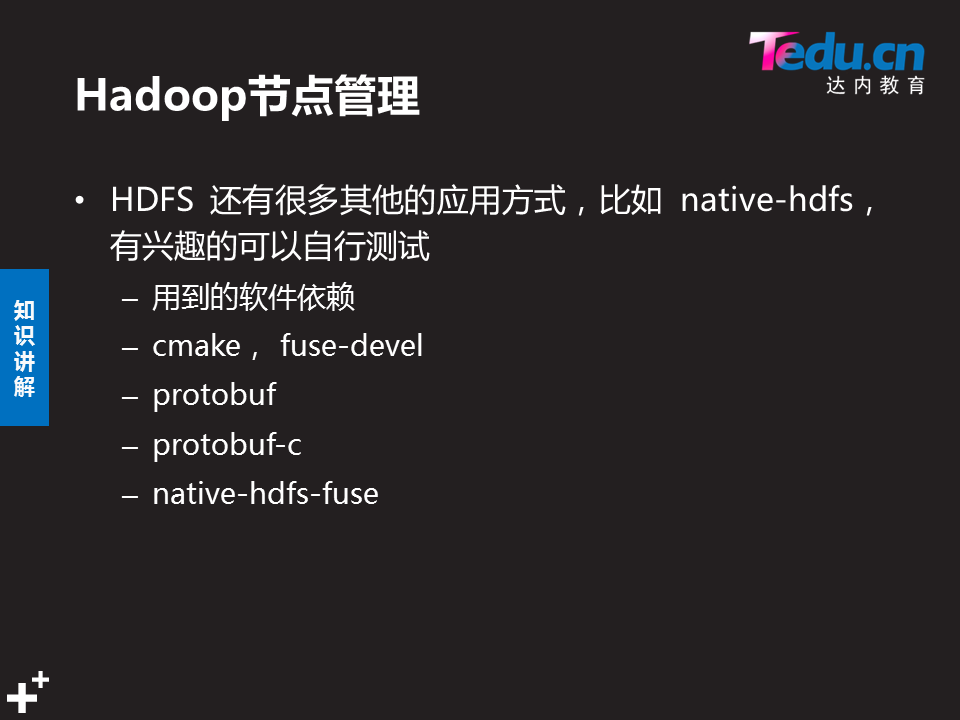 Tedu.cn
达内教育
Hadoop节点管理
• HDFS 还有很多其他的应用方式，比如 native-hdfs，
有兴趣的可以自行测试
– 用到的软件依赖
– cmake， fuse-devel
– protobuf
– protobuf-c
– native-hdfs-fuse
知
识
讲
解